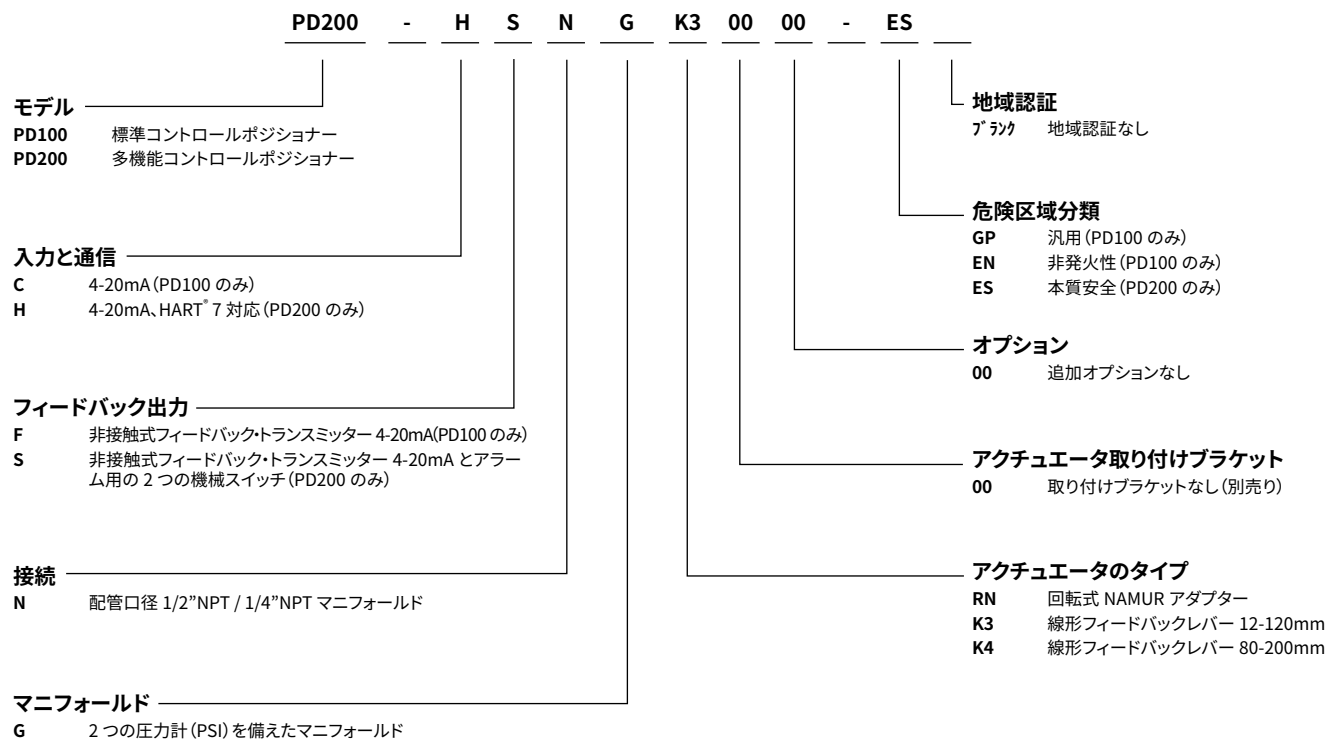 PD200 - H S N G K3 00 00 - ES
モデル
PD100 標準コントロールポジショナー
PD200 多機能コントロールポジショナー
入力と通信
C 4-20mA（PD100 のみ）
H 4-20mA、HART® 7 対応（PD200 のみ）
フィードバック出力
F 非接触式フィードバック・トランスミッター 4-20mA(PD100 のみ）
S 非接触式フィードバック・トランスミッター 4-20mA とアラー
ム用の 2 つの機械スイッチ（PD200 のみ）
接続
N 配管口径 1/2”NPT / 1/4”NPT マニフォールド
マニフォールド
G 2 つの圧力計（PSI）を備えたマニフォールド
地域認証
ﾌﾞﾗﾝｸ 地域認証なし
危険区域分類
GP 汎用（PD100 のみ）
EN 非発火性（PD100 のみ）
ES 本質安全（PD200 のみ）
オプション
00 追加オプションなし
アクチュエータ取り付けブラケット
00 取り付けブラケットなし（別売り）
アクチュエータのタイプ
RN 回転式 NAMUR アダプター
K3 線形フィードバックレバー 12-120mm
K4 線形フィードバックレバー 80-200mm